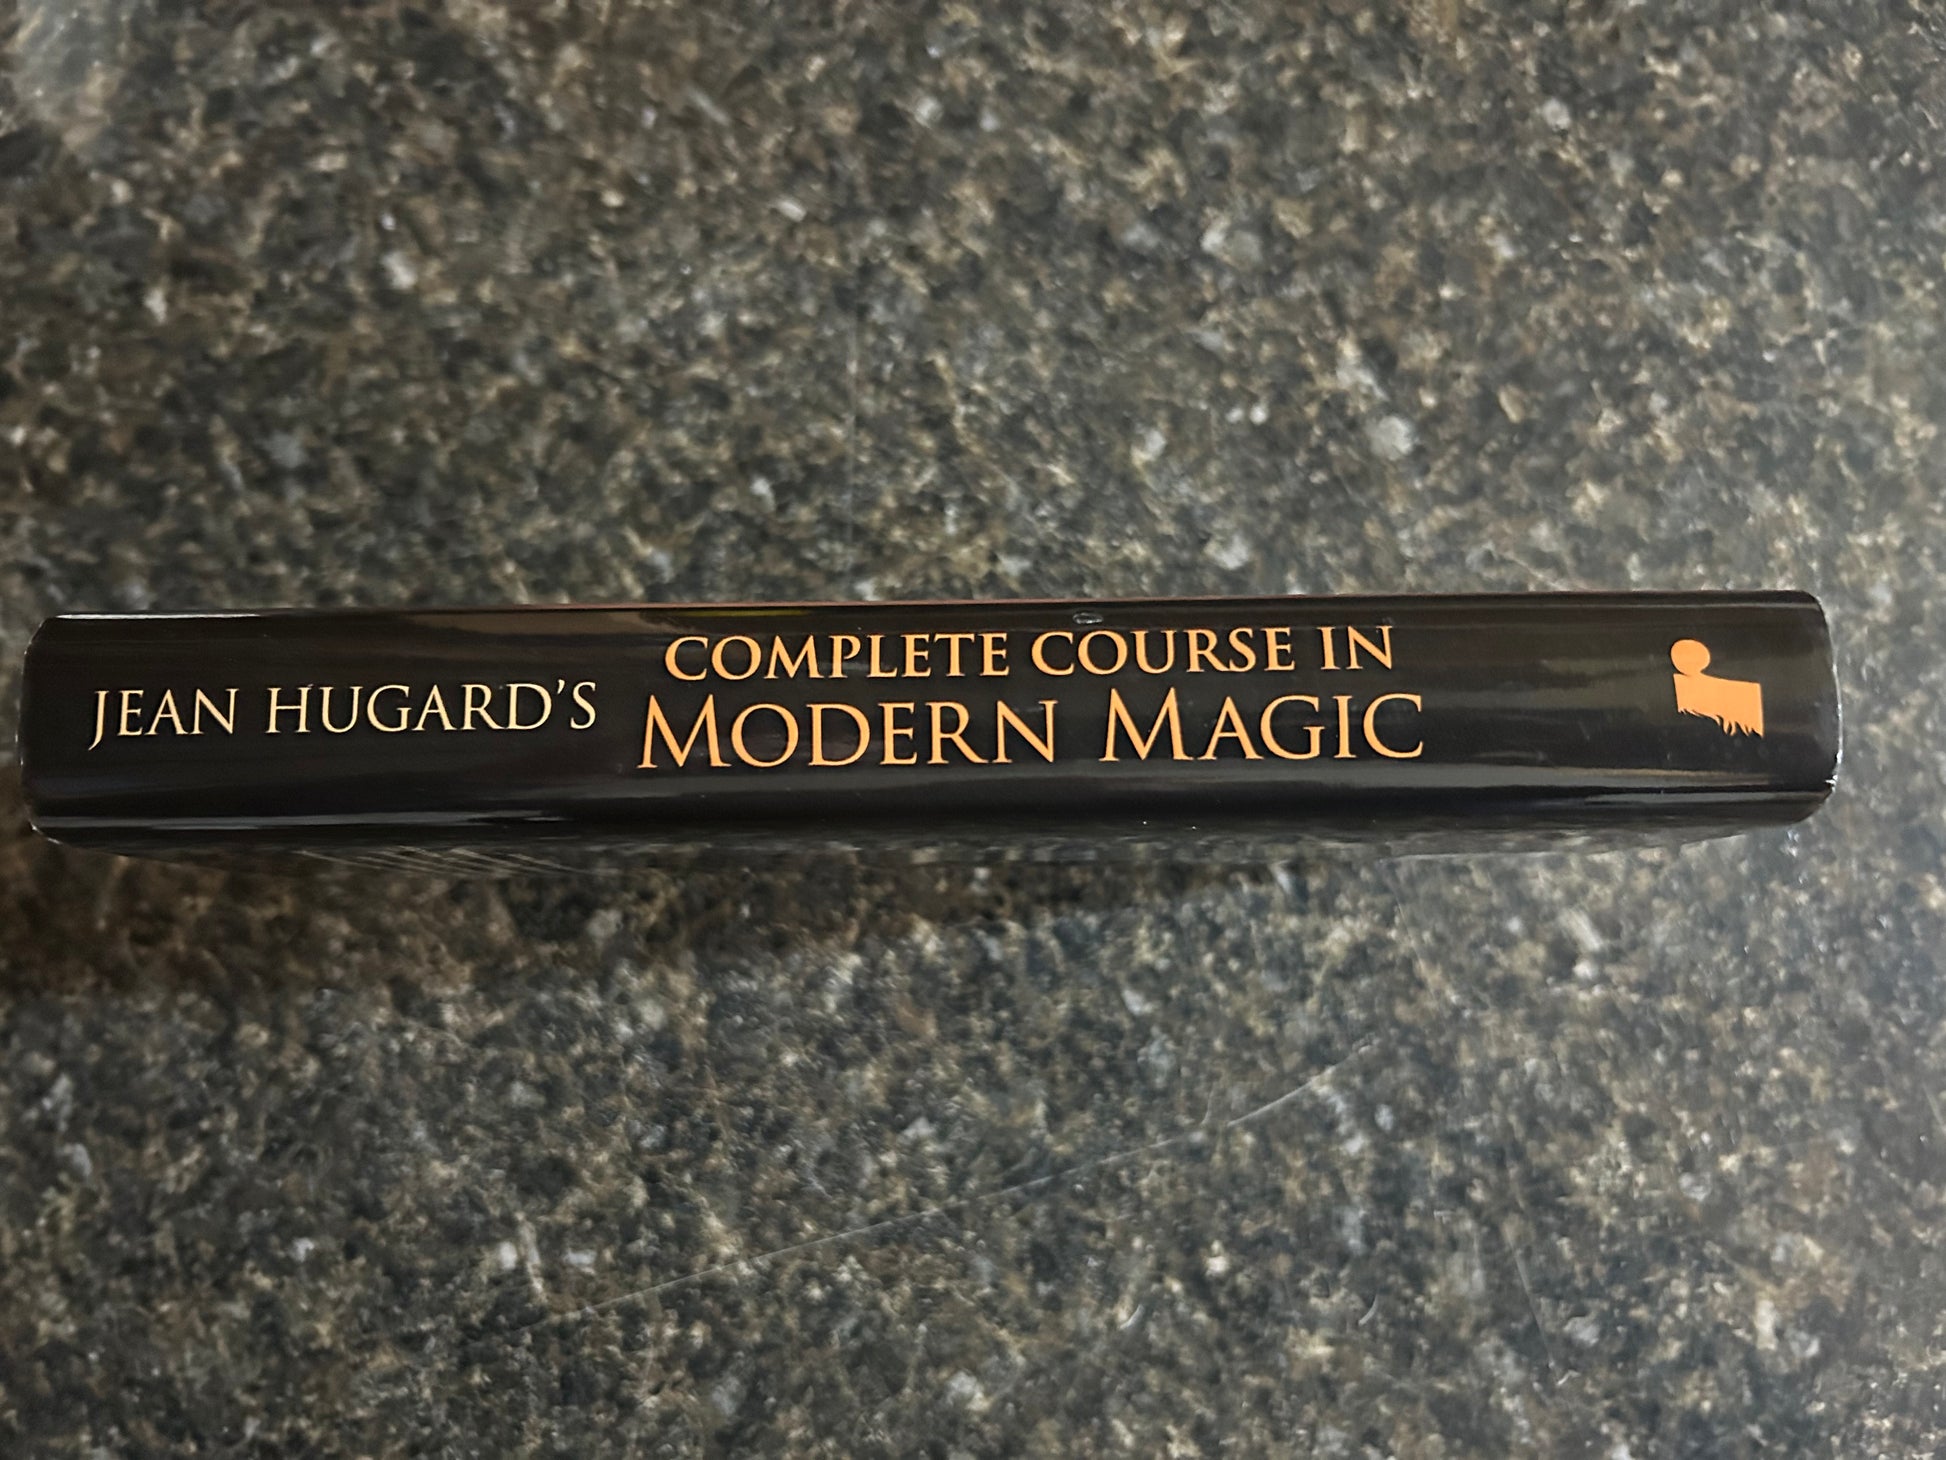 JEAN HUGARD'S
COMPLETE COURSE IN
MODERN MAGIC